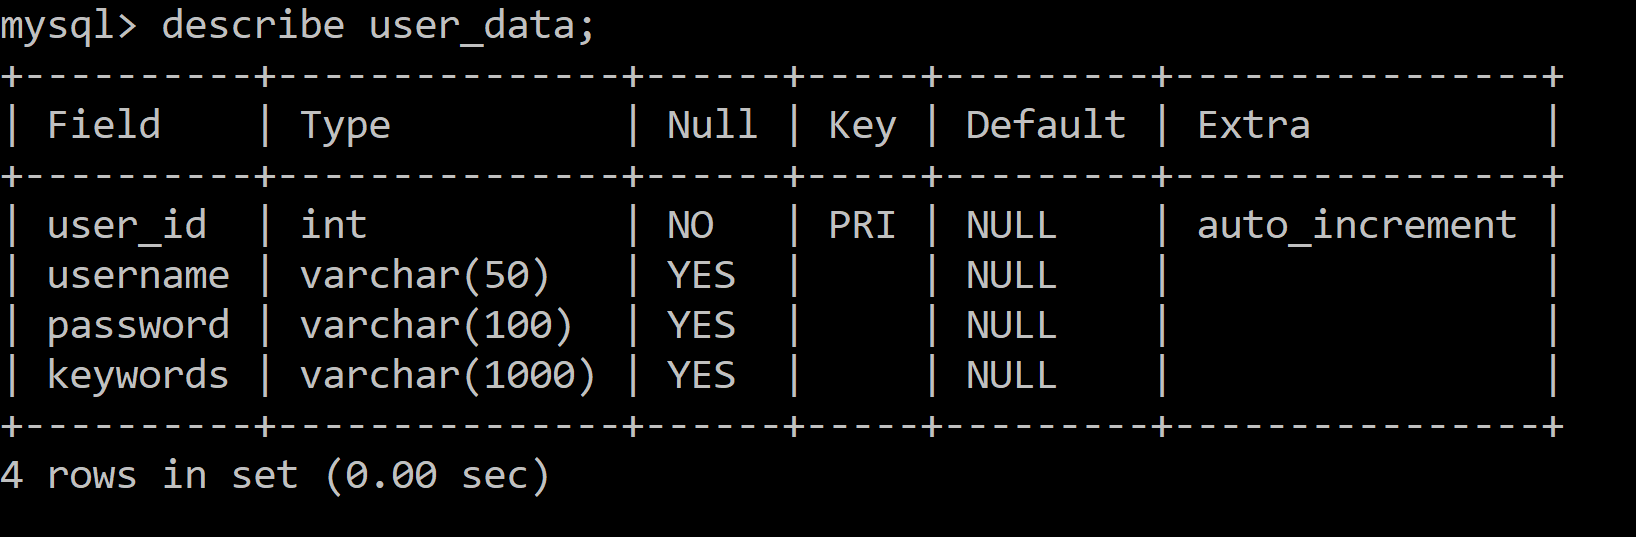 mysql> describe user_data;
+----------+---------------+------+-----+---------+----------------+
| Field    | Type          | Null | Key | Default | Extra          |
+----------+---------------+------+-----+---------+----------------+
| user_id  | int           | NO   | PRI | NULL    | auto_increment |
| username | varchar(50)   | YES  |     | NULL    |                |
| password | varchar(100)  | YES  |     | NULL    |                |
| keywords | varchar(1000) | YES  |     | NULL    |                |
+----------+---------------+------+-----+---------+----------------+
4 rows in set (0.00 sec)